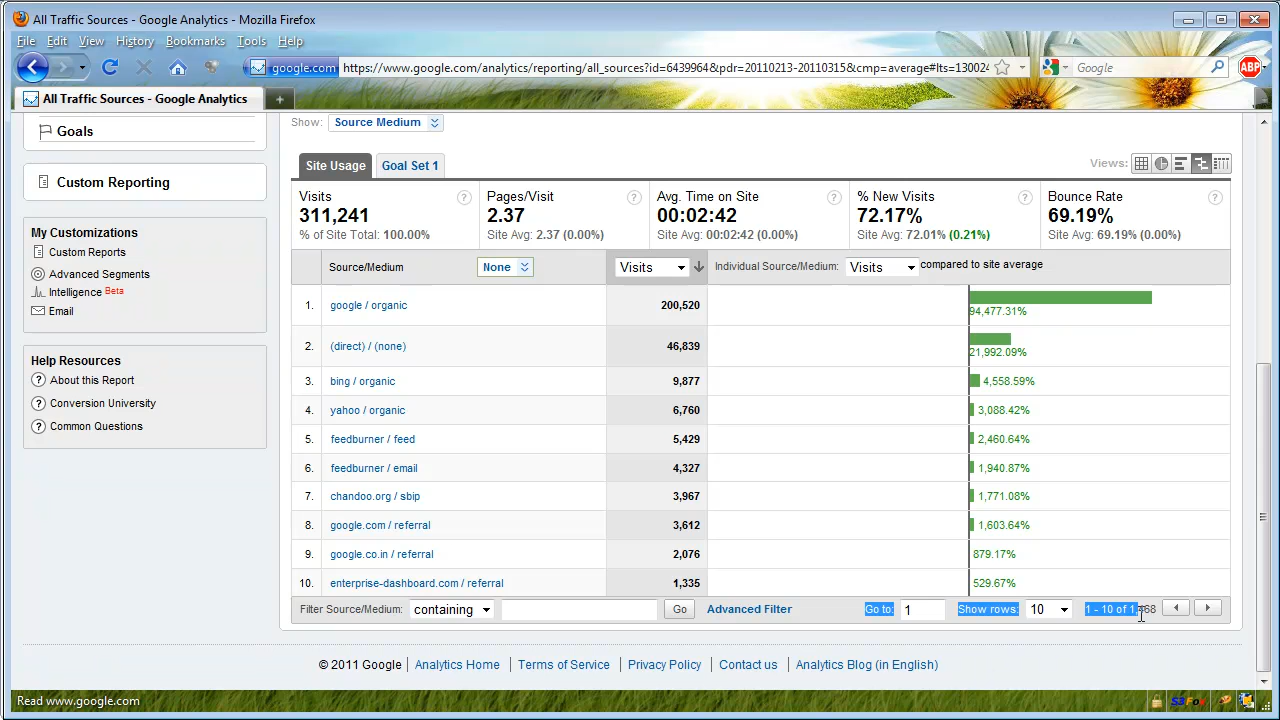 All Traffic Sources - Google Analytics - Mozilla Firefox
File Edit View History Bookmarks Tools Help
google.com https://www.google.com/analytics/reporting/all_sources?id=6439964&pdr=20110213-20110315&cmp=average#lts=130024 Google ABP
All Traffic Sources - Google Analytics +
Show: Source Medium
Goals
Site Usage Goal Set 1 Views:
Custom Reporting
Visits Pages/Visit Avg. Time on Site % New Visits Bounce Rate
311,241 2.37 00:02:42 72.17% 69.19%
% of Site Total: 100.00% Site Avg: 2.37 (0.00%) Site Avg: 00:02:42 (0.00%) Site Avg: 72.01% (0.21%) Site Avg: 69.19% (0.00%)
My Customizations
Custom Reports
Advanced Segments
Intelligence Beta
Email
Help Resources
About this Report
Conversion University
Common Questions
Source/Medium None Visits Individual Source/Medium: Visits compared to site average
1. google / organic 200,520 94,477.31%
2. (direct) / (none) 46,839 21,992.09%
3. bing / organic 9,877 4,558.59%
4. yahoo / organic 6,760 3,088.42%
5. feedburner / feed 5,429 2,460.64%
6. feedburner / email 4,327 1,940.87%
7. chandoo.org / sbip 3,967 1,771.08%
8. google.com / referral 3,612 1,603.64%
9. google.co.in / referral 2,076 879.17%
10. enterprise-dashboard.com / referral 1,335 529.67%
Filter Source/Medium: containing Go Advanced Filter Go to: 1 Show rows: 10 1 - 10 of
© 2011 Google Analytics Home Terms of Service Privacy Policy Contact us Analytics Blog (in English)
Read www.google.com